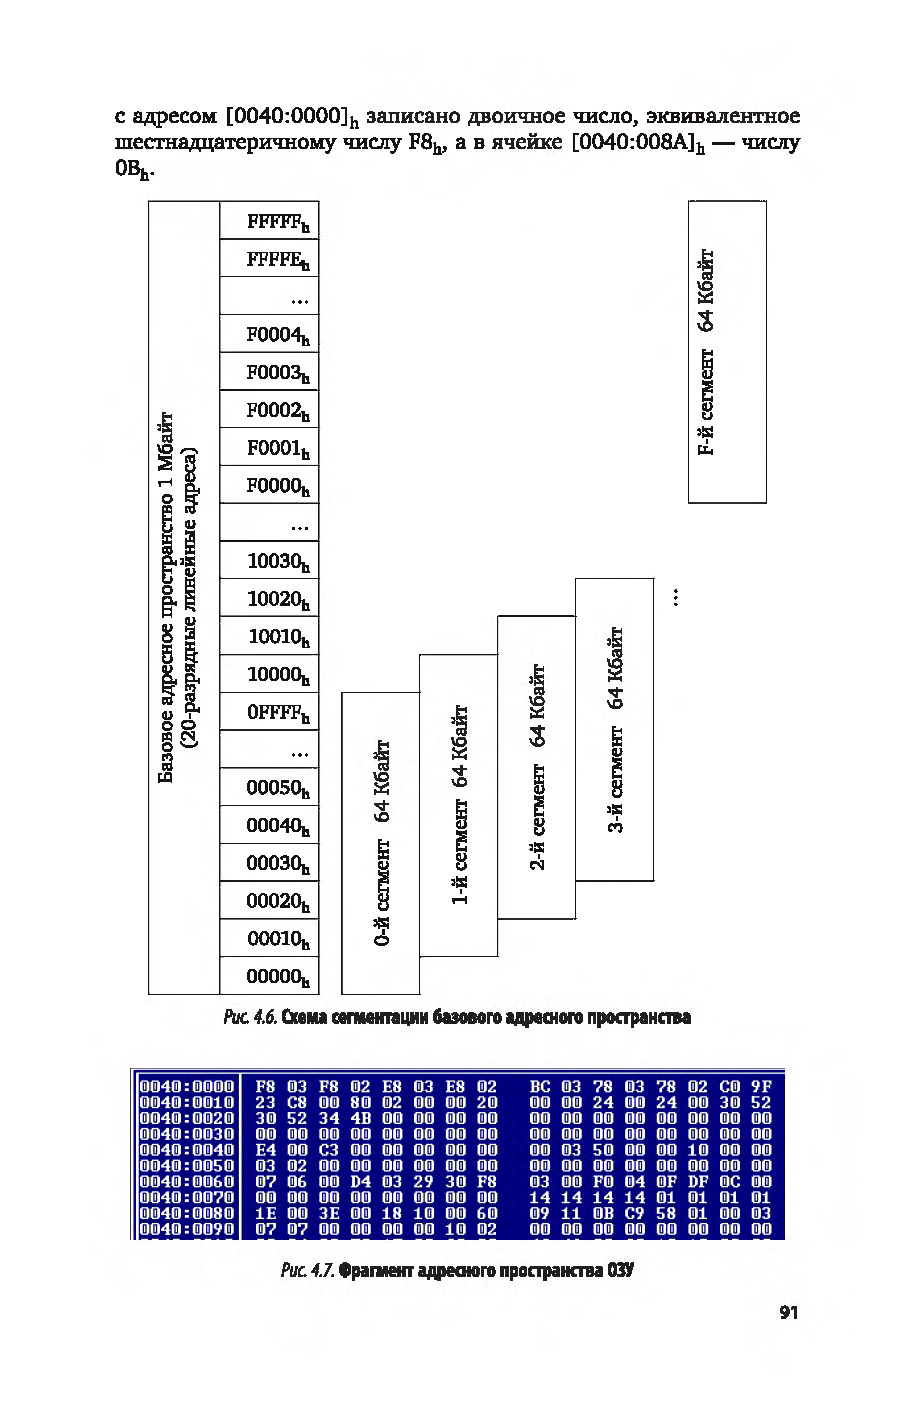 с адресом [0040:0000]h записано двоичное число, эквивалентное
шестнадцатеричному числу F8h, а в ячейке [0040:008A]h — числу
0Bh.
Базовое адресное пространство 1 Мбайт
(20-разрядные линейные адреса)
FFFFFh
FFFFEh
...
F0004h
F0003h
F0002h
F0001h
F0000h
...
10030h
10020h
10010h
10000h
0FFFFh
...
00050h
00040h
00030h
00020h
00010h
00000h
0-й сегмент 64 Кбайт
1-й сегмент 64 Кбайт
2-й сегмент 64 Кбайт
3-й сегмент 64 Кбайт
...
F-й сегмент 64 Кбайт
Рис. 4.6. Схема сегментации базового адресного пространства
0040:0000 F8 03 F8 02 E8 03 E8 02 BC 03 78 03 78 02 C0 9F
0040:0010 23 C8 00 80 02 00 00 20 00 00 24 00 24 00 30 52
0040:0020 30 52 34 4B 00 00 00 00 00 00 00 00 00 00 00 00
0040:0030 00 00 00 00 00 00 00 00 00 00 00 00 00 00 00 00
0040:0040 E4 00 C3 00 00 00 00 00 00 03 50 00 00 10 00 00
0040:0050 03 02 00 00 00 00 00 00 00 00 00 00 00 00 00 00
0040:0060 07 06 00 D4 03 29 30 F8 03 00 F0 04 0F DF 0C 00
0040:0070 00 00 00 00 00 00 00 00 14 14 14 14 01 01 01 01
0040:0080 1E 00 3E 00 18 10 00 60 09 11 0B C9 58 01 00 03
0040:0090 07 07 00 00 00 00 10 02 00 00 00 00 00 00 00 00
Рис. 4.7. Фрагмент адресного пространства ОЗУ
91